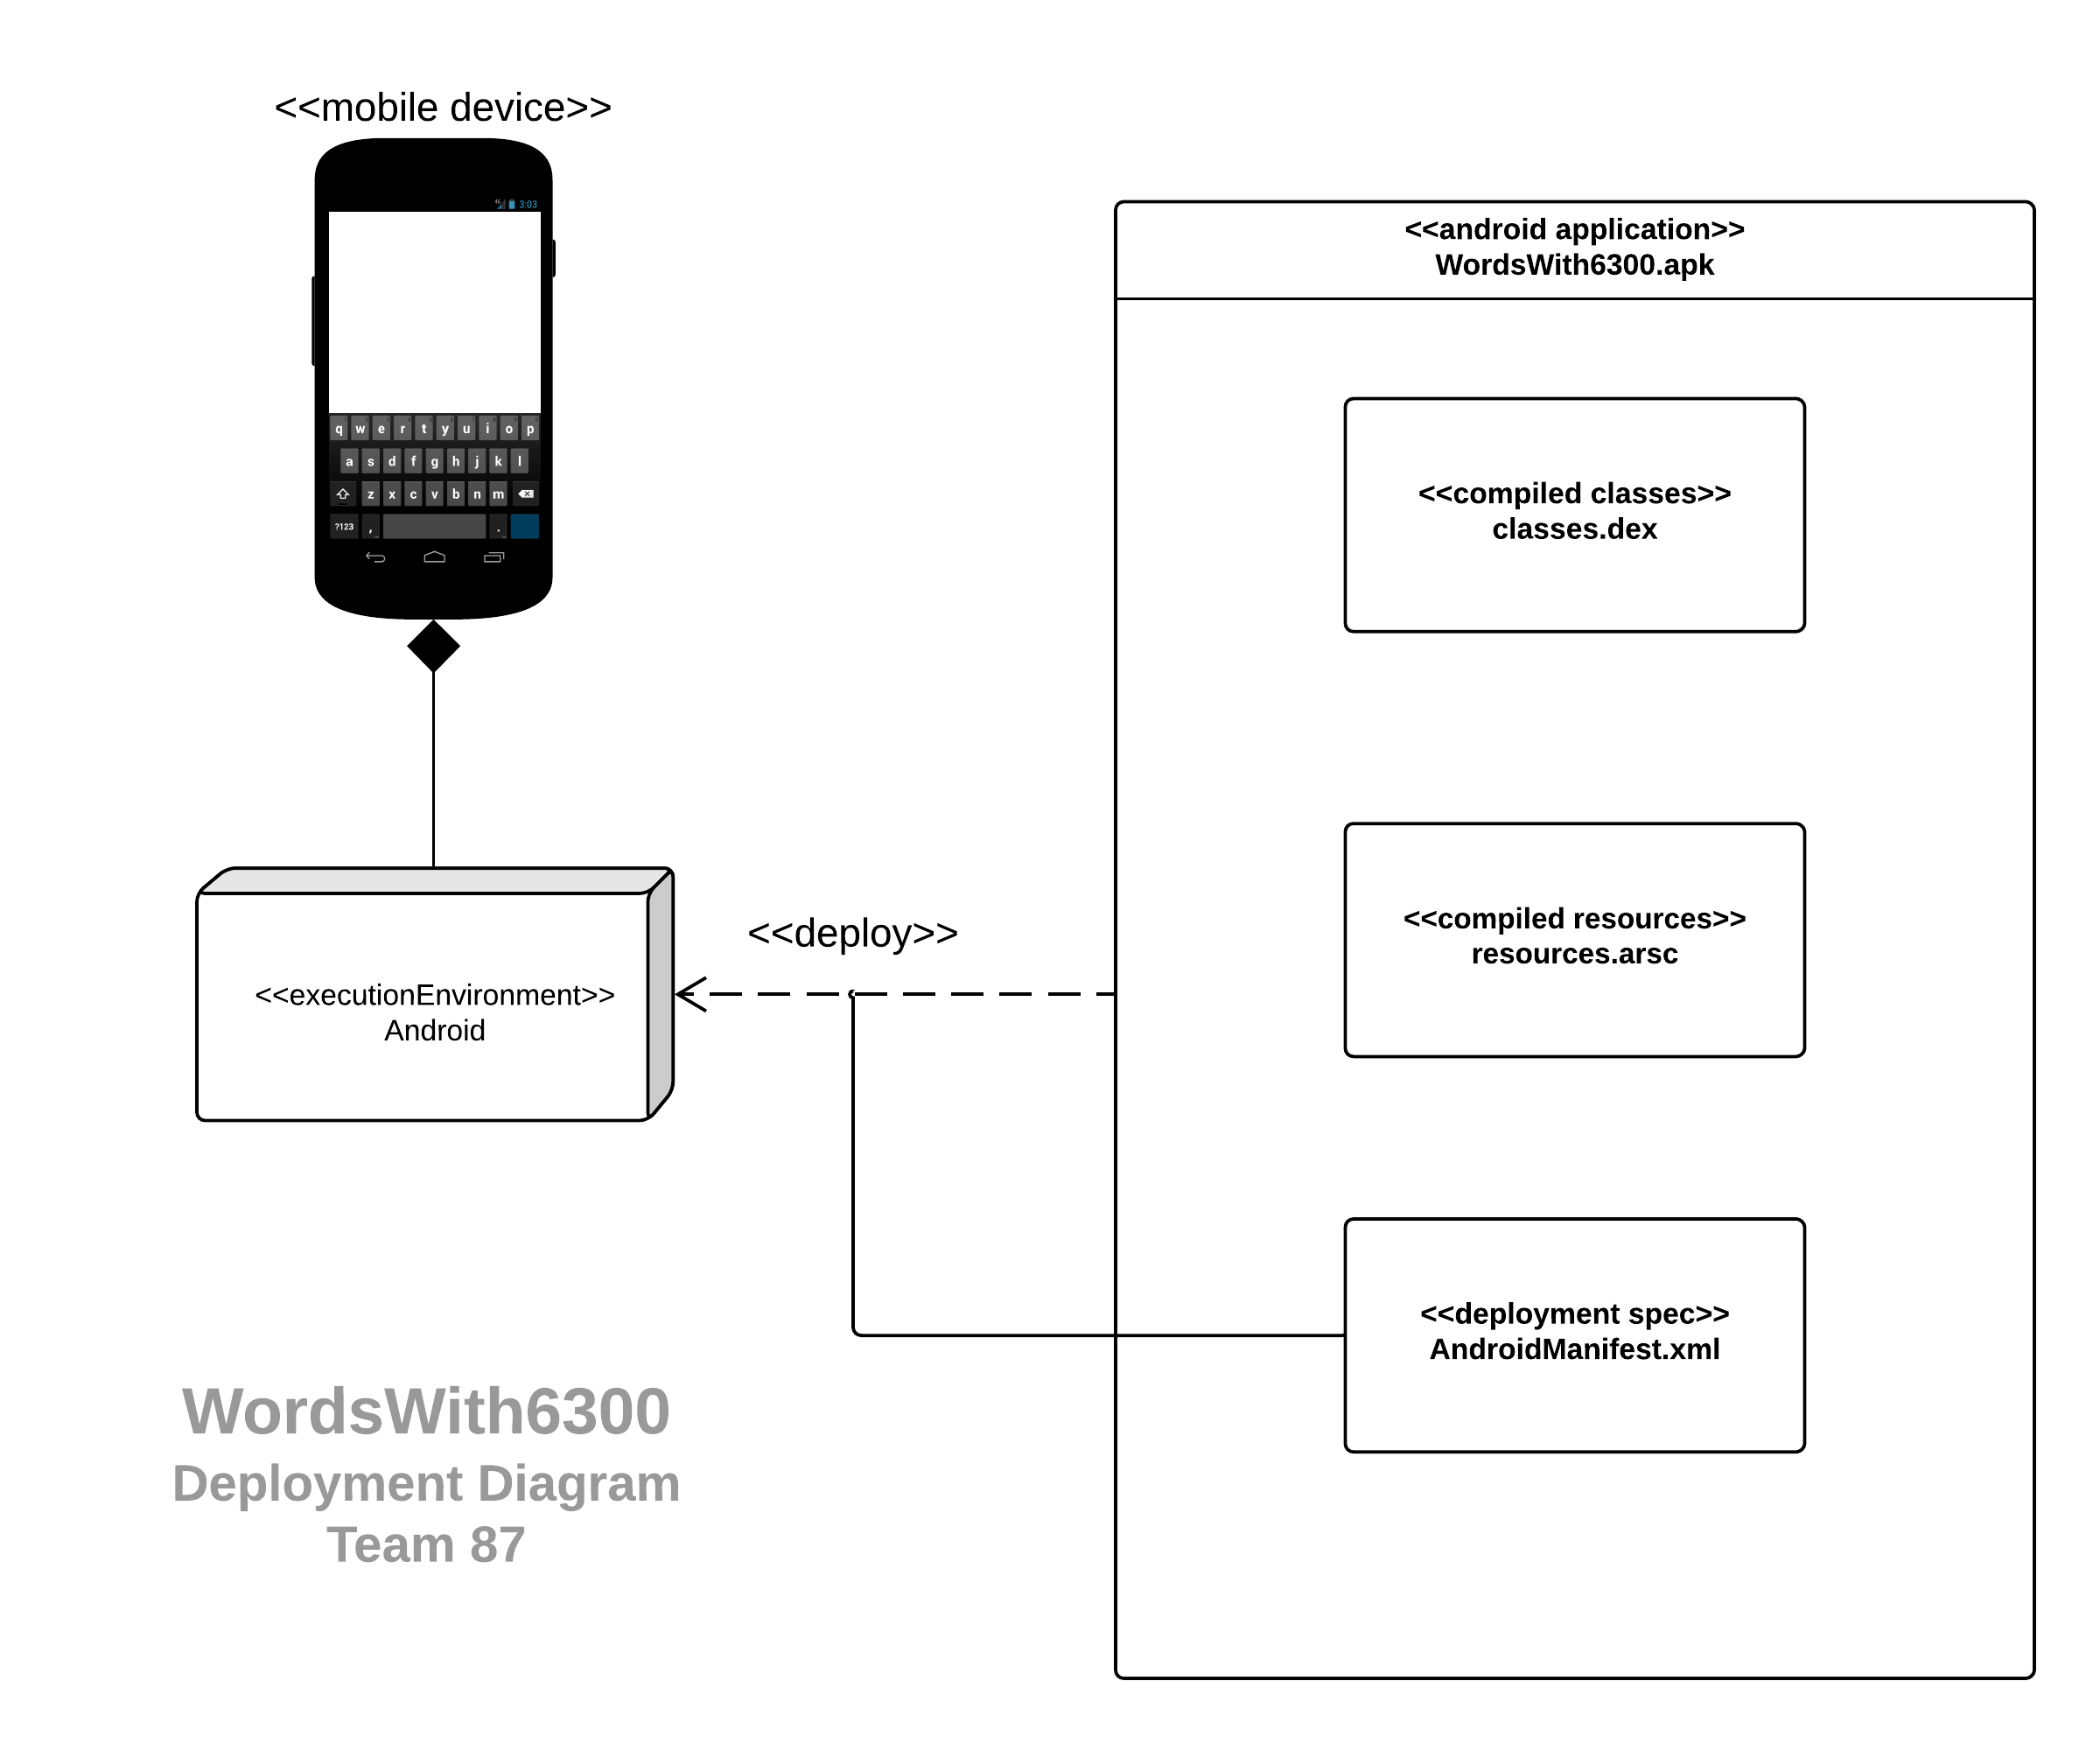 <<mobile device>>
3:03
q w e r t y u i o p
a s d f g h j k l
z x c v b n m
?123 , .
<<android application>>
WordsWith6300.apk
<<compiled classes>>
classes.dex
<<compiled resources>>
resources.arsc
<<deploy>>
<<executionEnvironment>>
Android
<<deployment spec>>
AndroidManifest.xml
WordsWith6300
Deployment Diagram
Team 87